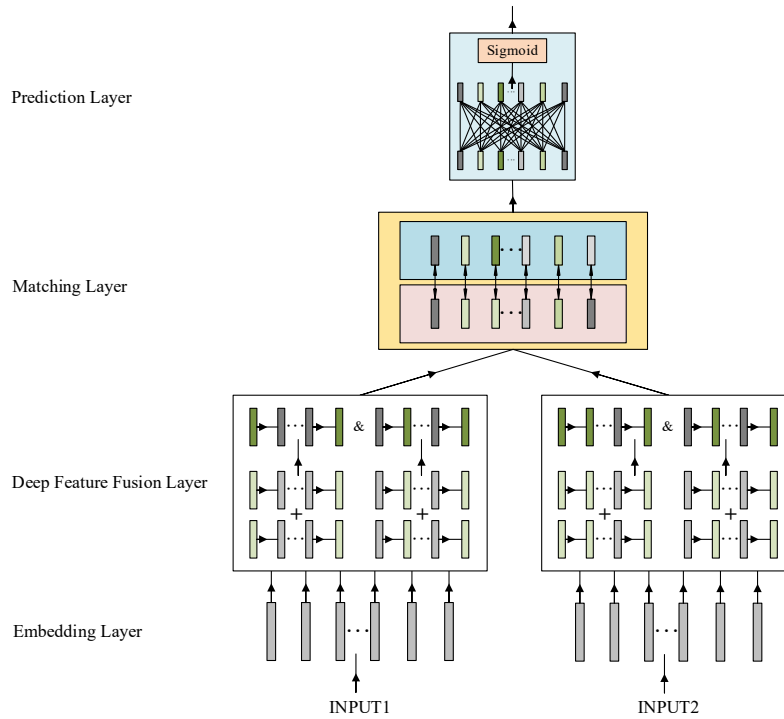 Sigmoid
Prediction Layer
Matching Layer
& &
Deep Feature Fusion Layer
+ + + +
Embedding Layer
INPUT1 INPUT2